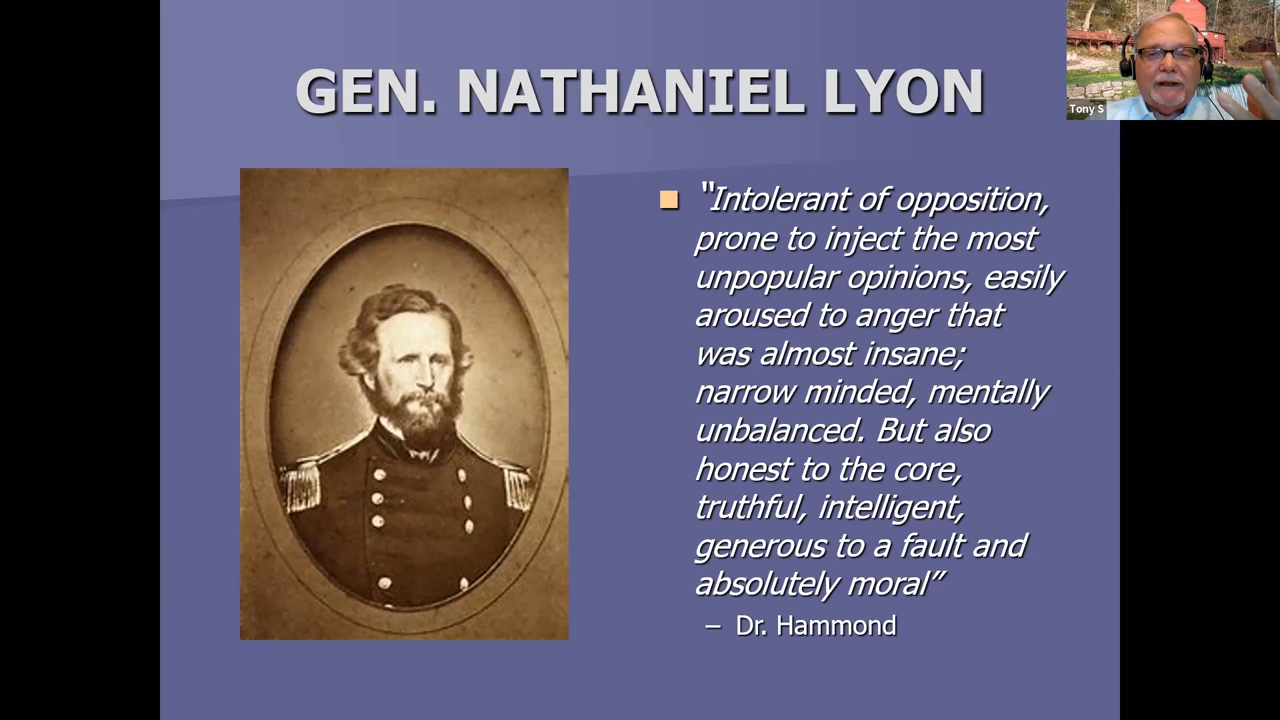 GEN. NATHANIEL LYON
Tony S
"Intolerant of opposition,
prone to inject the most
unpopular opinions, easily
aroused to anger that
was almost insane;
narrow minded, mentally
unbalanced. But also
honest to the core,
truthful, intelligent,
generous to a fault and
absolutely moral”
– Dr. Hammond